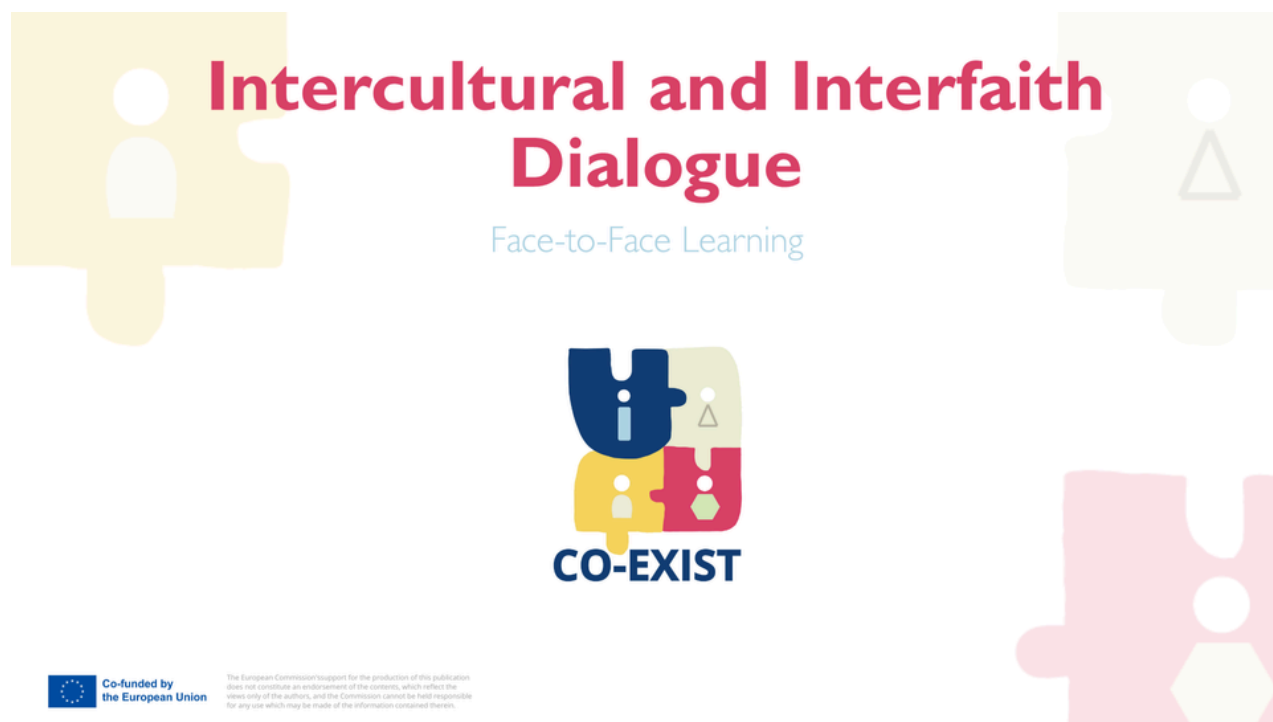 Intercultural and Interfaith
Dialogue
Face-to-Face Learning
CO-EXIST
Co-funded by
the European Union
The European Commission'ssupport for the production of this publication
does not constitute an endorsement of the contents, which reflect the
views only of the authors, and the Commission cannot be held responsible
for any use which may be made of the information contained therein.